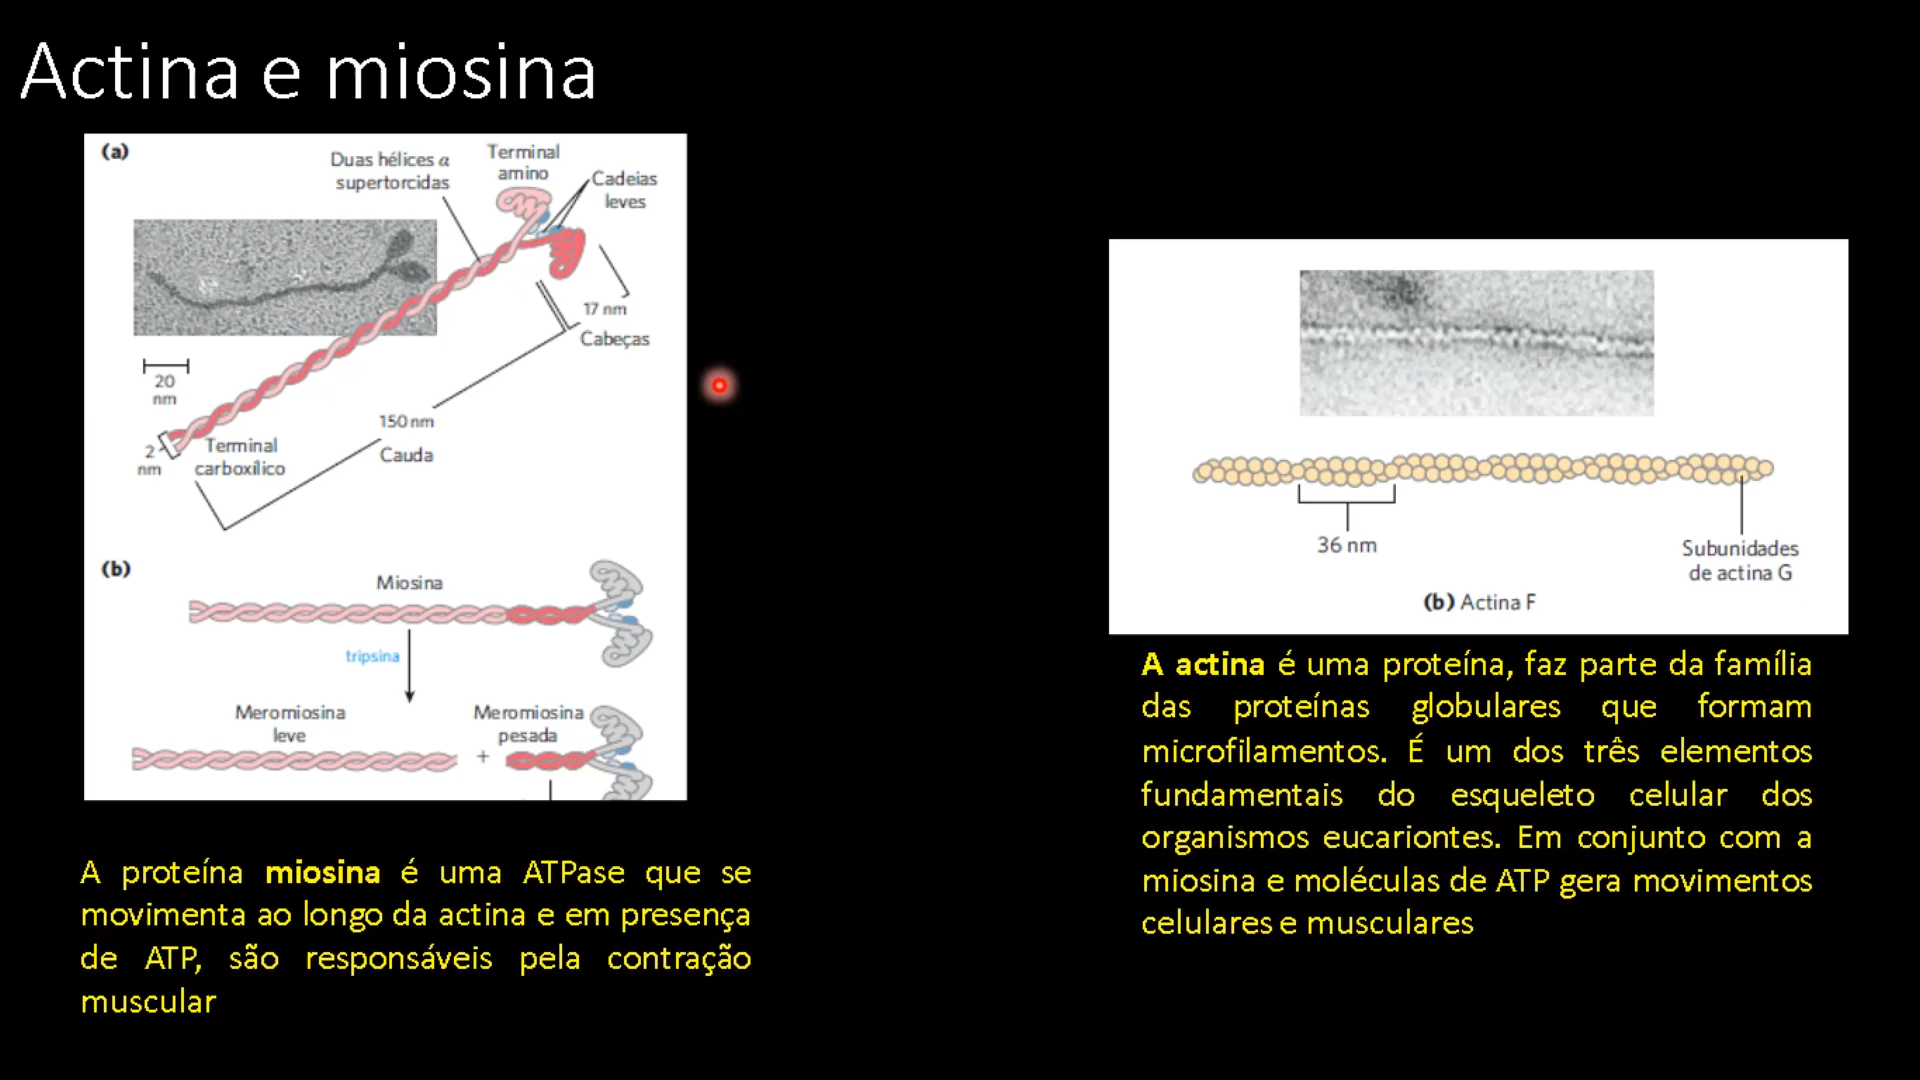 Actina e miosina
(a)
Duas hélices α
supertorcidas
Terminal
amino
Cadeias
leves
17 nm
Cabeças
20
nm
150 nm
Cauda
2
nm
Terminal
carboxílico
(b)
Miosina
tripsina
Meromiosina
leve
+
Meromiosina
pesada
A proteína miosina é uma ATPase que se
movimenta ao longo da actina e em presença
de ATP, são responsáveis pela contração
muscular
36 nm
Subunidades
de actina G
(b) Actina F
A actina é uma proteína, faz parte da família
das proteínas globulares que formam
microfilamentos. É um dos três elementos
fundamentais do esqueleto celular dos
organismos eucariontes. Em conjunto com a
miosina e moléculas de ATP gera movimentos
celulares e musculares